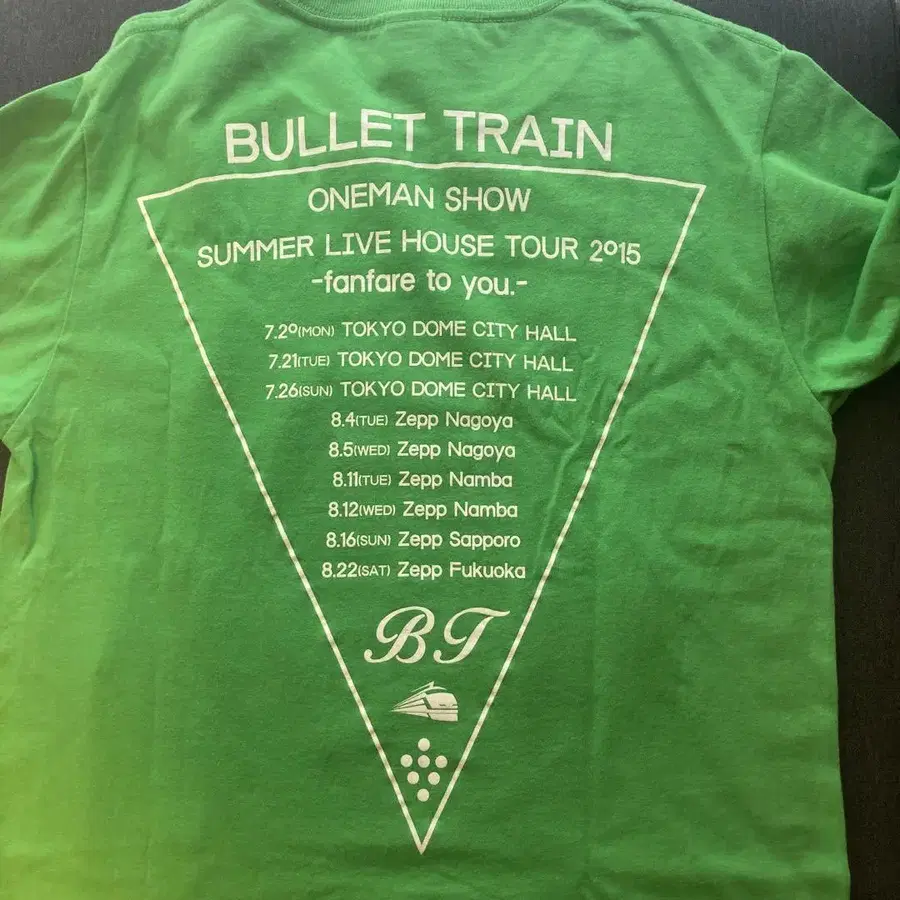 BULLET TRAIN
ONEMAN SHOW
SUMMER LIVE HOUSE TOUR 2015
-fanfare to you.-
7.20(MON) TOKYO DOME CITY HALL
7.21(TUE) TOKYO DOME CITY HALL
7.26(SUN) TOKYO DOME CITY HALL
8.4(TUE) Zepp Nagoya
8.5(WED) Zepp Nagoya
8.11(TUE) Zepp Namba
8.12(WED) Zepp Namba
8.16(SUN) Zepp Sapporo
8.22(SAT) Zepp Fukuoka
BT